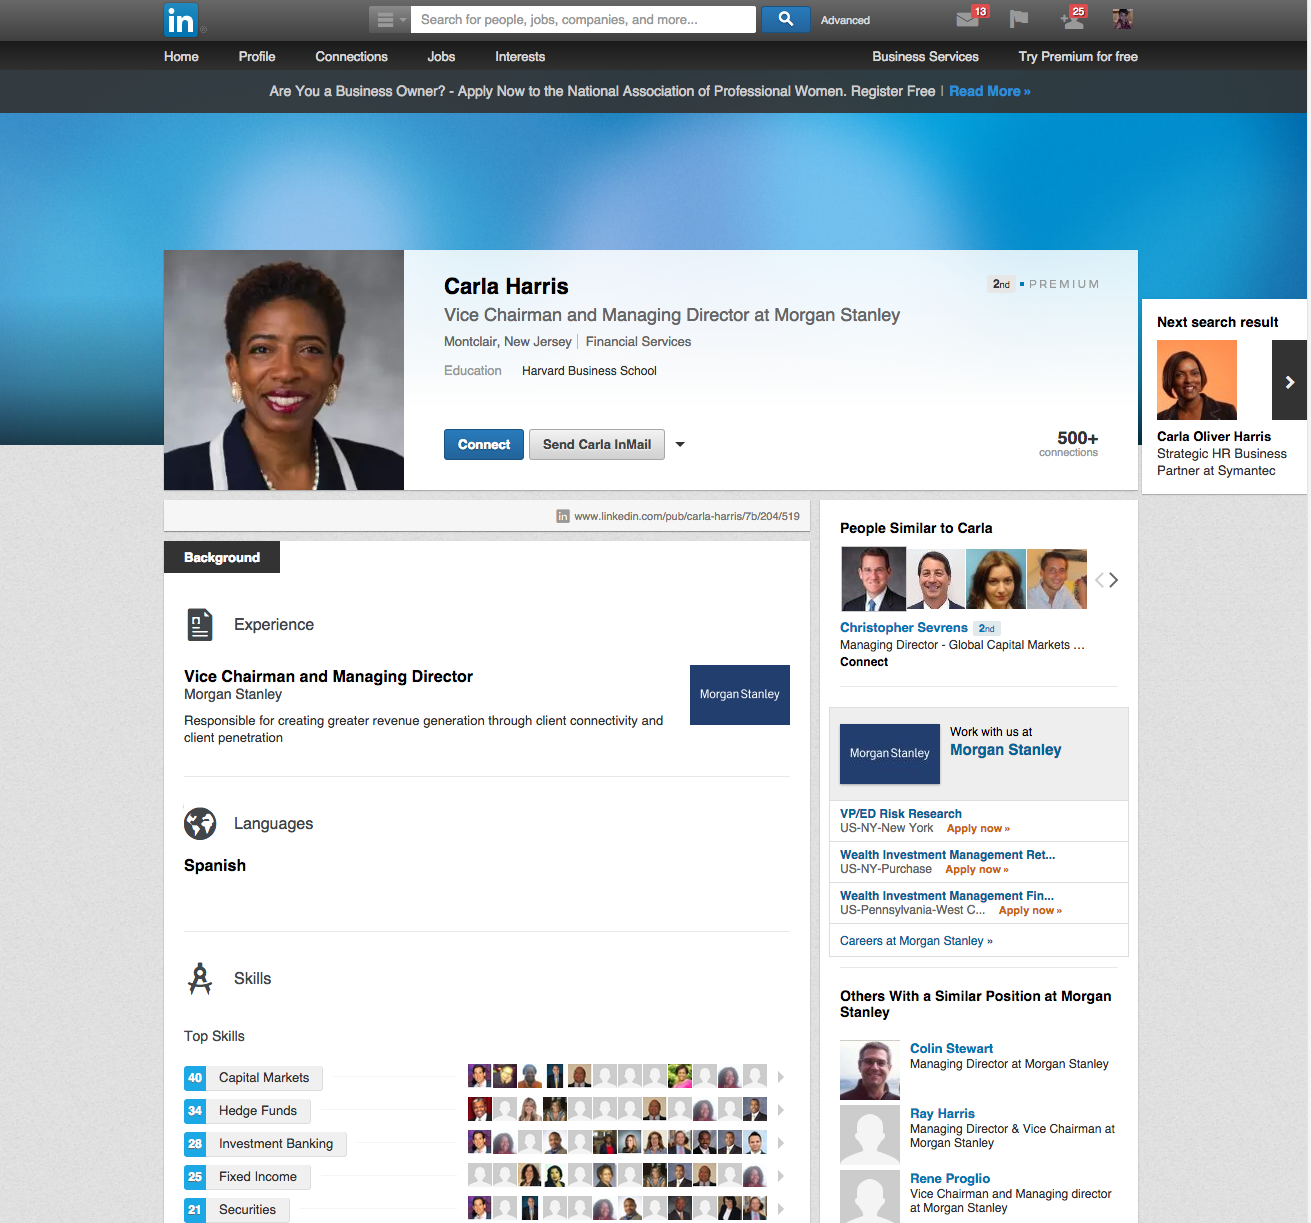 in
Search for people, jobs, companies, and more...
Advanced
13
25
Home Profile Connections Jobs Interests Business Services Try Premium for free
Are You a Business Owner? - Apply Now to the National Association of Professional Women. Register Free | Read More »
Carla Harris
2nd PREMIUM
Vice Chairman and Managing Director at Morgan Stanley
Montclair, New Jersey | Financial Services
Education Harvard Business School
Connect Send Carla InMail
500+
connections
Next search result
Carla Oliver Harris
Strategic HR Business
Partner at Symantec
in www.linkedin.com/pub/carla-harris/7b/204/519
Background
Experience
Vice Chairman and Managing Director
Morgan Stanley
Responsible for creating greater revenue generation through client connectivity and
client penetration
Morgan Stanley
Languages
Spanish
Skills
Top Skills
40 Capital Markets
34 Hedge Funds
28 Investment Banking
25 Fixed Income
21 Securities
People Similar to Carla
Christopher Sevrens 2nd
Managing Director - Global Capital Markets ...
Connect
Morgan Stanley
Work with us at
Morgan Stanley
VP/ED Risk Research
US-NY-New York Apply now »
Wealth Investment Management Ret...
US-NY-Purchase Apply now »
Wealth Investment Management Fin...
US-Pennsylvania-West C... Apply now »
Careers at Morgan Stanley »
Others With a Similar Position at Morgan
Stanley
Colin Stewart
Managing Director at Morgan Stanley
Ray Harris
Managing Director & Vice Chairman at
Morgan Stanley
Rene Proglio
Vice Chairman and Managing director
at Morgan Stanley